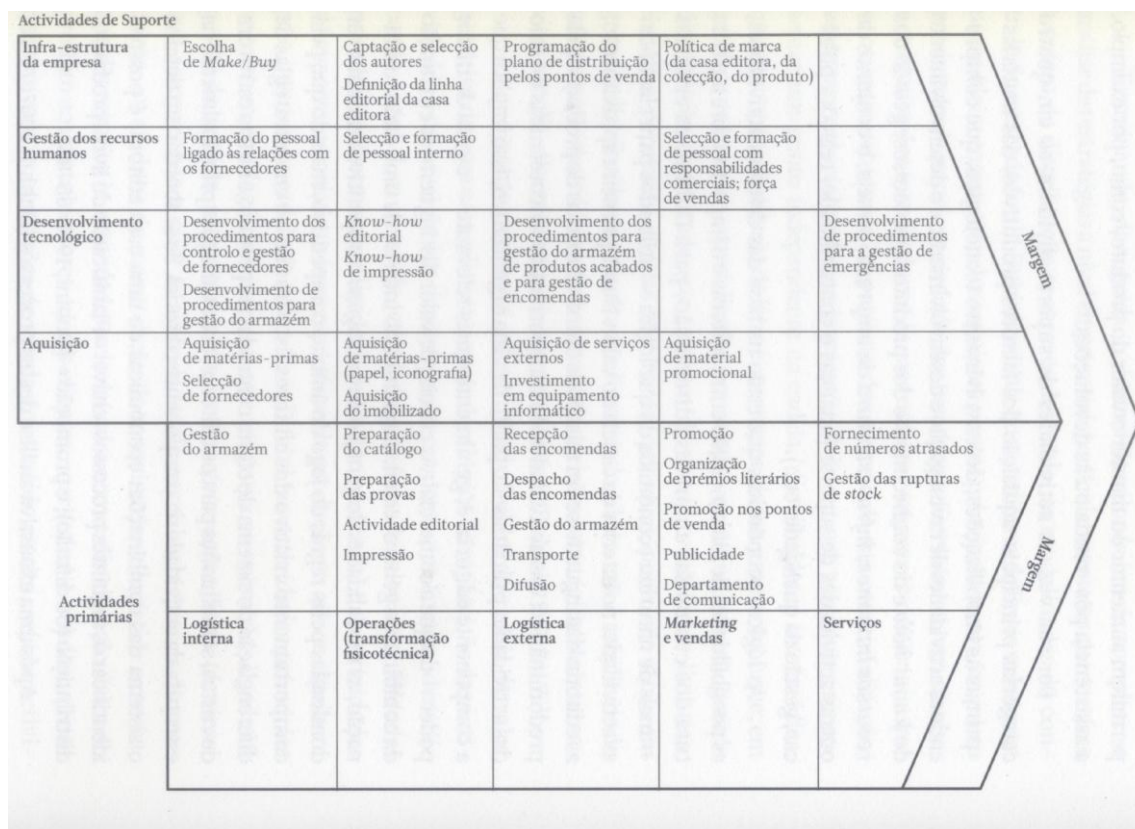 Actividades de Suporte
Infra-estrutura
da empresa
Escolha
de Make/Buy
Captação e selecção
dos autores
Definição da linha
editorial da casa
editora
Programação do
plano de distribuição
pelos pontos de venda
Política de marca
(da casa editora, da
colecção, do produto)
Gestão dos recursos
humanos
Formação do pessoal
ligado às relações com
os fornecedores
Selecção e formação
de pessoal interno
Selecção e formação
de pessoal com
responsabilidades
comerciais; força
de vendas
Desenvolvimento
tecnológico
Desenvolvimento dos
procedimentos para
controlo e gestão
de fornecedores
Desenvolvimento de
procedimentos para
gestão do armazém
Know-how
editorial
Know-how
de impressão
Desenvolvimento dos
procedimentos para
gestão do armazém
de produtos acabados
e para gestão de
encomendas
Desenvolvimento
de procedimentos
para a gestão de
emergências
Margem
Aquisição
Aquisição
de matérias-primas
Selecção
de fornecedores
Aquisição
de matérias-primas
(papel, iconografia)
Aquisição
do imobilizado
Aquisição de serviços
externos
Investimento
em equipamento
informático
Aquisição
de material
promocional
Actividades
primárias
Gestão
do armazém
Preparação
do catálogo
Preparação
das provas
Actividade editorial
Impressão
Recepção
das encomendas
Despacho
das encomendas
Gestão do armazém
Transporte
Difusão
Promoção
Organização
de prémios literários
Promoção nos pontos
de venda
Publicidade
Departamento
de comunicação
Fornecimento
de números atrasados
Gestão das rupturas
de stock
Margem
Logística
interna
Operações
(transformação
fisicotécnica)
Logística
externa
Marketing
e vendas
Serviços